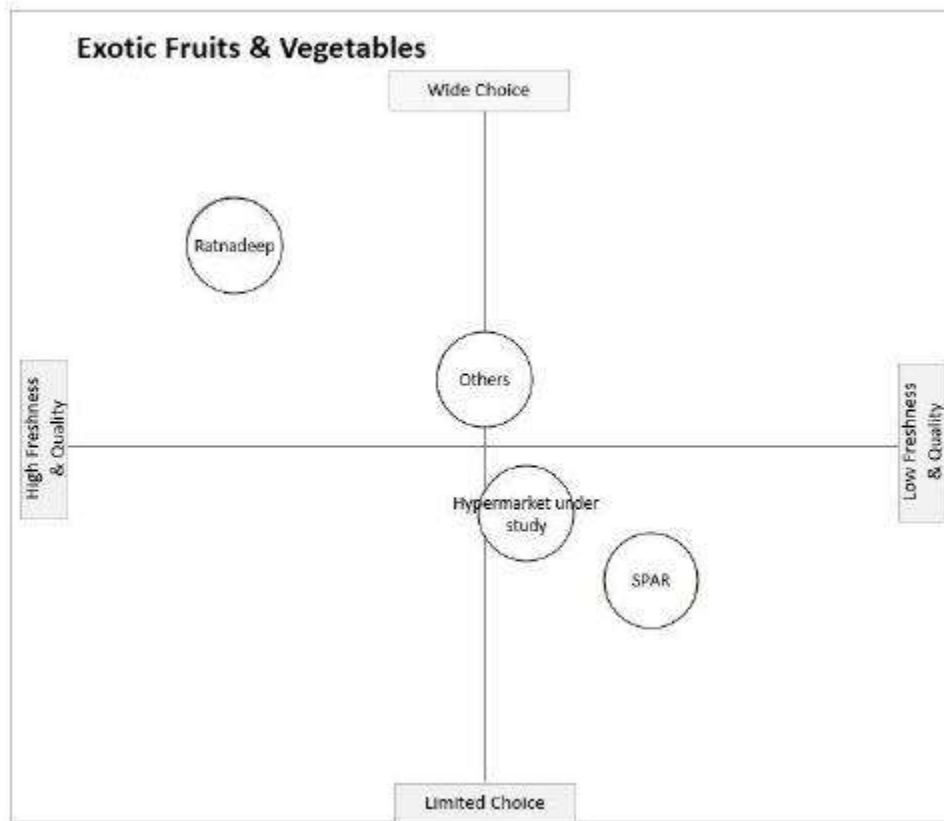 Exotic Fruits & Vegetables
Wide Choice
Ratnadeep
Others
High Freshness
& Quality
Low Freshness
& Quality
Hypermarket under
study
SPAR
Limited Choice